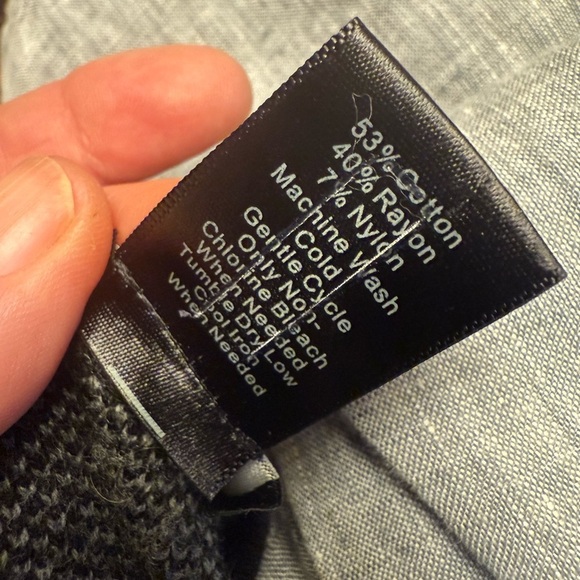 53% Cotton
40% Rayon
7% Nylon
Machine Wash
Cold
Gentle Cycle
Only Non-
Chlorine Bleach
When Needed
Tumble Dry Low
Cool Iron
When Needed